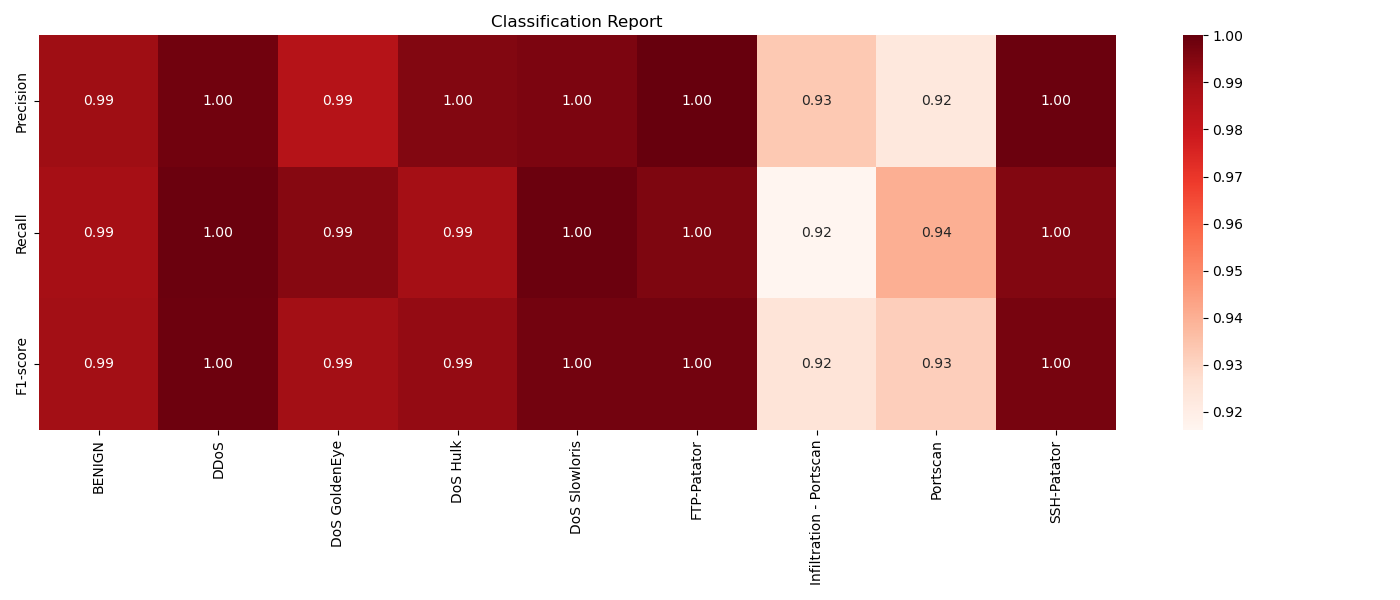 Classification Report
Precision 0.99 1.00 0.99 1.00 1.00 1.00 0.93 0.92 1.00
Recall 0.99 1.00 0.99 0.99 1.00 1.00 0.92 0.94 1.00
F1-score 0.99 1.00 0.99 0.99 1.00 1.00 0.92 0.93 1.00
BENIGN
DDoS
DoS GoldenEye
DoS Hulk
DoS Slowloris
FTP-Patator
Infiltration - Portscan
Portscan
SSH-Patator
1.00
0.99
0.98
0.97
0.96
0.95
0.94
0.93
0.92